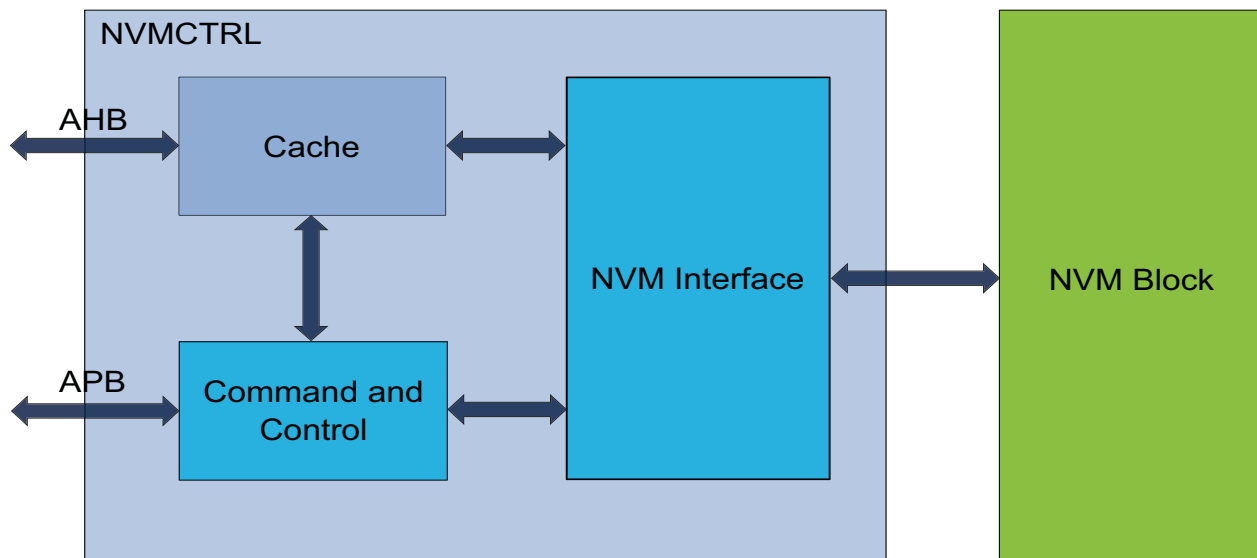 NVMCTRL
AHB
Cache
NVM Interface
NVM Block
APB
Command and
Control